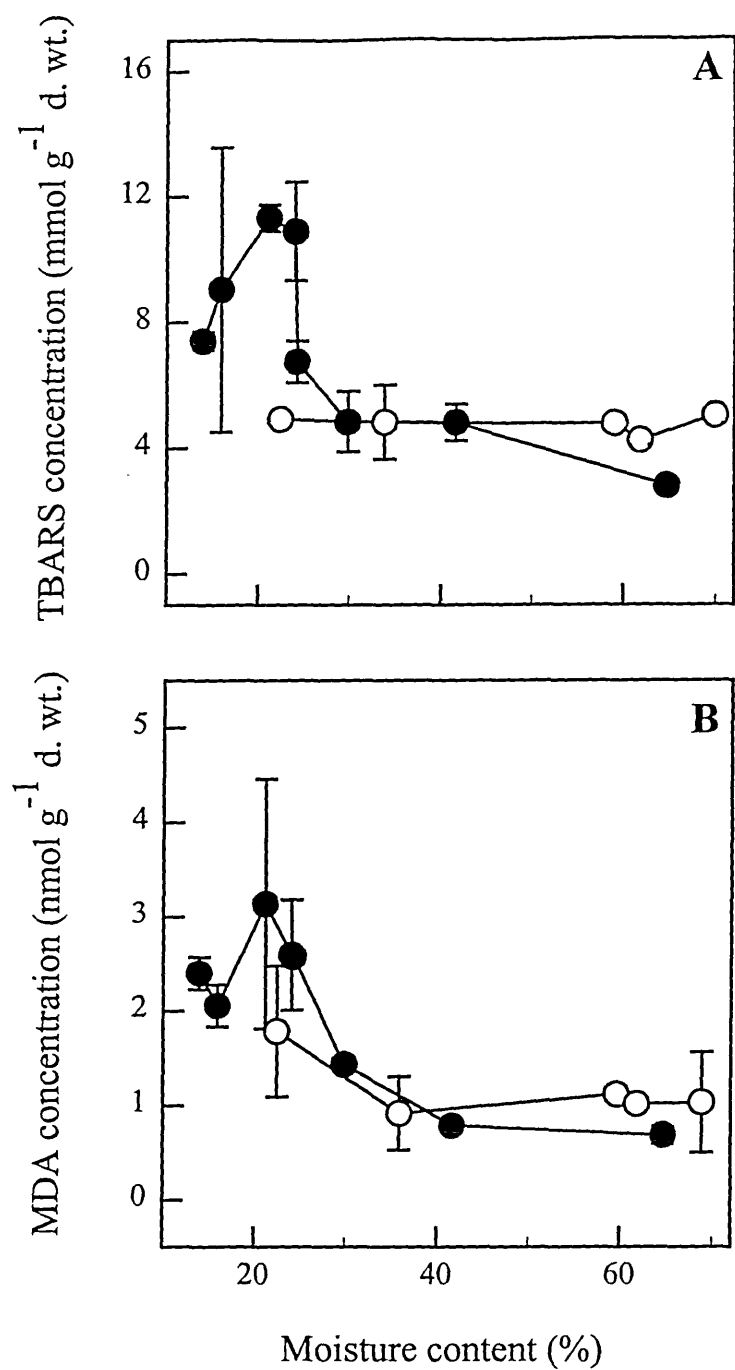 A
TBARS concentration (mmol g-1 d. wt.)
16
12
8
4
0
B
MDA concentration (nmol g-1 d. wt.)
5
4
3
2
1
0
20 40 60
Moisture content (%)